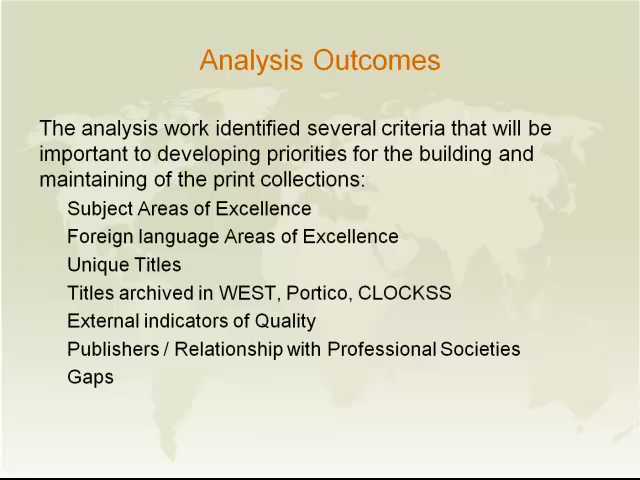 Analysis Outcomes
The analysis work identified several criteria that will be
important to developing priorities for the building and
maintaining of the print collections:
Subject Areas of Excellence
Foreign language Areas of Excellence
Unique Titles
Titles archived in WEST, Portico, CLOCKSS
External indicators of Quality
Publishers / Relationship with Professional Societies
Gaps